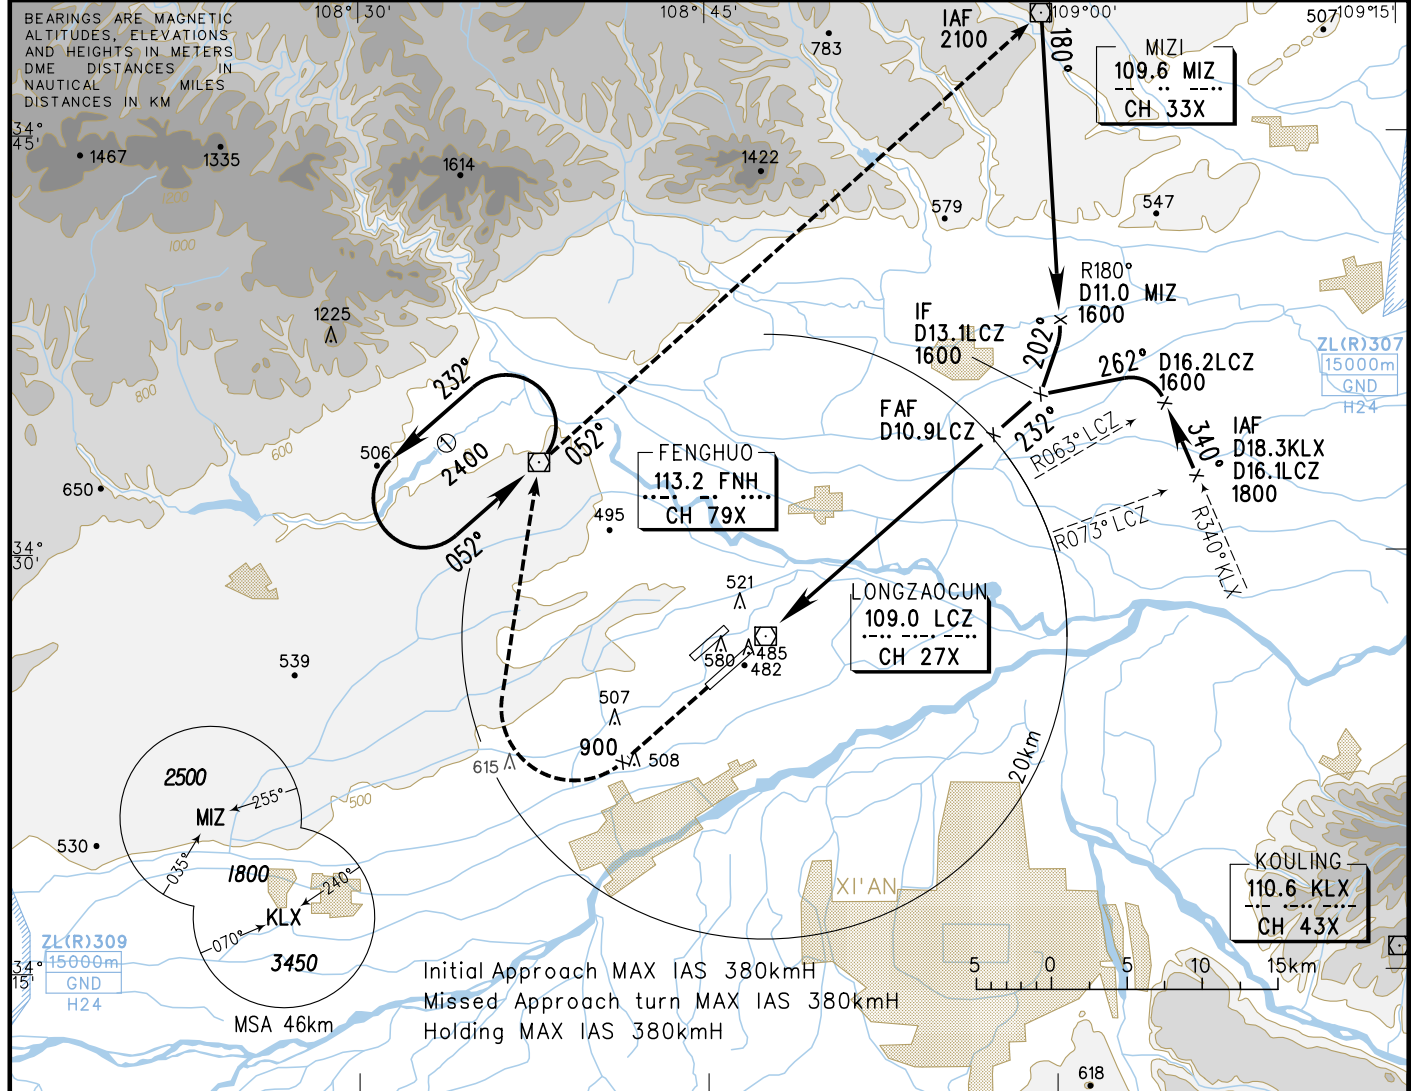 BEARINGS ARE MAGNETIC
ALTITUDES, ELEVATIONS
AND HEIGHTS IN METERS
DME DISTANCES IN
NAUTICAL MILES
DISTANCES IN KM
108°30'
108°45'
109°00'
109°15'
IAF
2100
180°
783
507
MIZI
109.6 MIZ
CH 33X
34°
45'
1467
1335
1614
1422
579
547
1800
1000
1225
R180°
D11.0 MIZ
1600
IF
D13.1LCZ
1600
202°
262°
D16.2LCZ
1600
ZL(R)307
15000m
GND
H24
232°
800
600
FAF
D10.9LCZ
232°
R063° LCZ
340°
IAF
D18.3KLX
D16.1LCZ
1800
1
2400
052°
506
650
FENGHUO
113.2 FNH
CH 79X
495
052°
R073° LCZ
R340° KLX
34°
30'
521
LONGZAOCUN
109.0 LCZ
CH 27X
580
485
482
539
507
900
508
615
20km
2500
MIZ
255°
035°
500
530
1800
240°
KLX
070°
3450
MSA 46km
XI'AN
KOULING
110.6 KLX
CH 43X
ZL(R)309
15000m
GND
H24
34°
15'
Initial Approach MAX IAS 380kmH
Missed Approach turn MAX IAS 380kmH
Holding MAX IAS 380kmH
5 0 5 10 15km
618